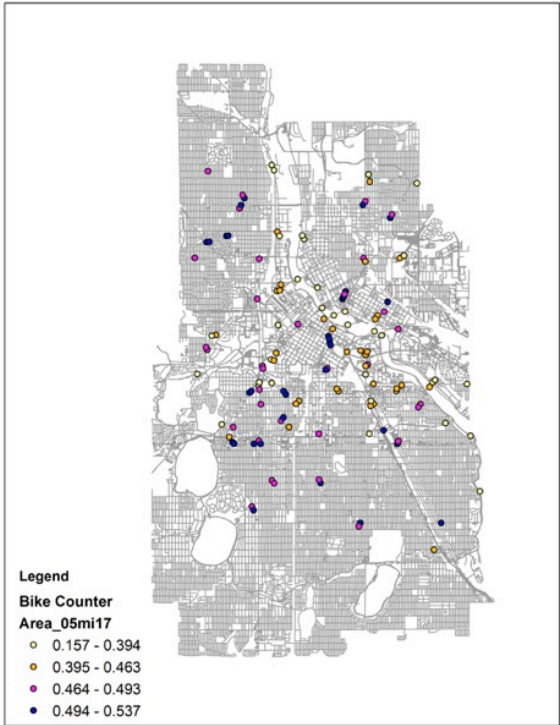 Legend
Bike Counter
Area_05mi17
0.157 - 0.394
0.395 - 0.463
0.464 - 0.493
0.494 - 0.537